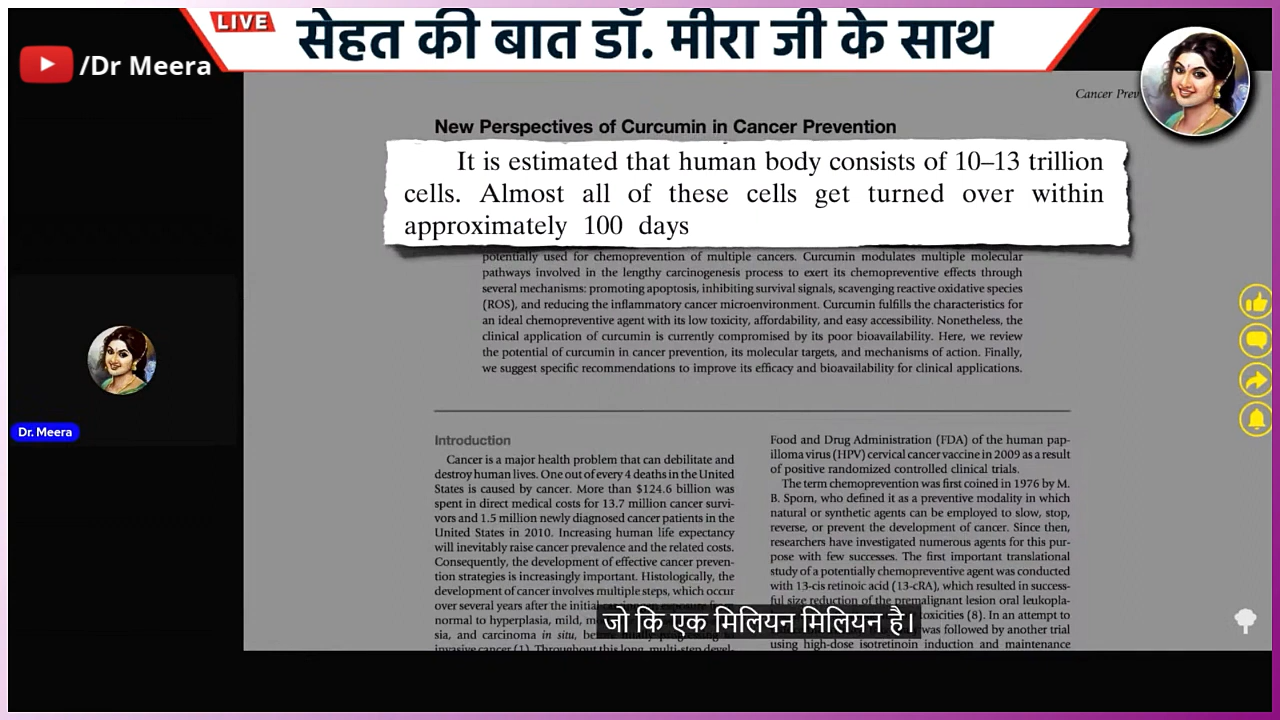 LIVE
सेहत की बात डॉ. मीरा जी के साथ
/Dr Meera
Cancer Prev
New Perspectives of Curcumin in Cancer Prevention
It is estimated that human body consists of 10–13 trillion
cells. Almost all of these cells get turned over within
approximately 100 days
potentially used for chemoprevention of multiple cancers. Curcumin modulates multiple molecular
pathways involved in the lengthy carcinogenesis process to exert its chemopreventive effects through
several mechanisms: promoting apoptosis, inhibiting survival signals, scavenging reactive oxidative species
(ROS), and reducing the inflammatory cancer microenvironment. Curcumin fulfills the characteristics for
an ideal chemopreventive agent with its low toxicity, affordability, and easy accessibility. Nonetheless, the
clinical application of curcumin is currently compromised by its poor bioavailability. Here, we review
the potential of curcumin in cancer prevention, its molecular targets, and mechanisms of action. Finally,
we suggest specific recommendations to improve its efficacy and bioavailability for clinical applications.
Dr. Meera
Introduction
Cancer is a major health problem that can debilitate and
destroy human lives. One out of every 4 deaths in the United
States is caused by cancer. More than $124.6 billion was
spent in direct medical costs for 13.7 million cancer survi-
vors and 1.5 million newly diagnosed cancer patients in the
United States in 2010. Increasing human life expectancy
will inevitably raise cancer prevalence and the related costs.
Consequently, the development of effective cancer preven-
tion strategies is increasingly important. Histologically, the
development of cancer involves multiple steps, which occur
over several years after the initial
normal to hyperplasia, mild,
sia, and carcinoma in situ,
invasive cancer (1). Throughout this long, multi-step devel-
Food and Drug Administration (FDA) of the human pap-
illoma virus (HPV) cervical cancer vaccine in 2009 as a result
of positive randomized controlled clinical trials.
The term chemoprevention was first coined in 1976 by M.
B. Sporn, who defined it as a preventive modality in which
natural or synthetic agents can be employed to slow, stop,
reverse, or prevent the development of cancer. Since then,
researchers have investigated numerous agents for this pur-
pose with few successes. The first important translational
study of a potentially chemopreventive agent was conducted
with 13-cis retinoic acid (13-cRA), which resulted in success-
ful size reduction of the premalignant lesion oral leukopla-
toxicities (8). In an attempt to
was followed by another trial
using high-dose isotretinoin induction and maintenance
जो कि एक मिलियन मिलियन है।